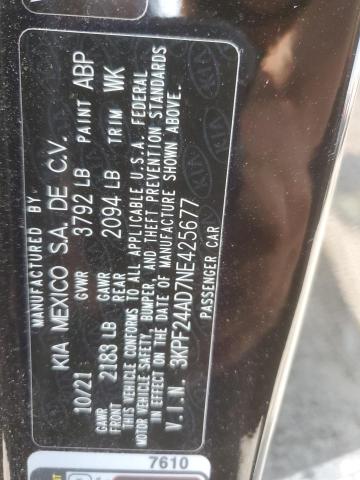 MANUFACTURED BY
KIA MEXICO S.A. DE C.V.
10/21 GVWR 3792 LB PAINT ABP
GAWR FRONT 2183 LB GAWR REAR 2094 LB TRIM WK
THIS VEHICLE CONFORMS TO ALL APPLICABLE U.S.A. FEDERAL
MOTOR VEHICLE SAFETY, BUMPER, AND THEFT PREVENTION STANDARDS
IN EFFECT ON THE DATE OF MANUFACTURE SHOWN ABOVE.
V.I.N. 3KPF24AD7NE425677
PASSENGER CAR
7610